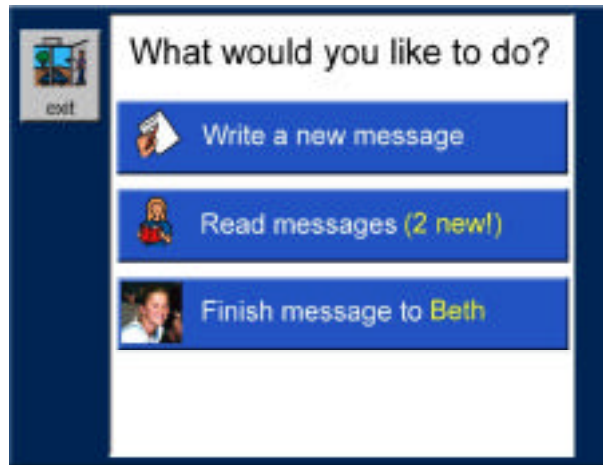 What would you like to do?
exit
Write a new message
Read messages (2 new!)
Finish message to Beth